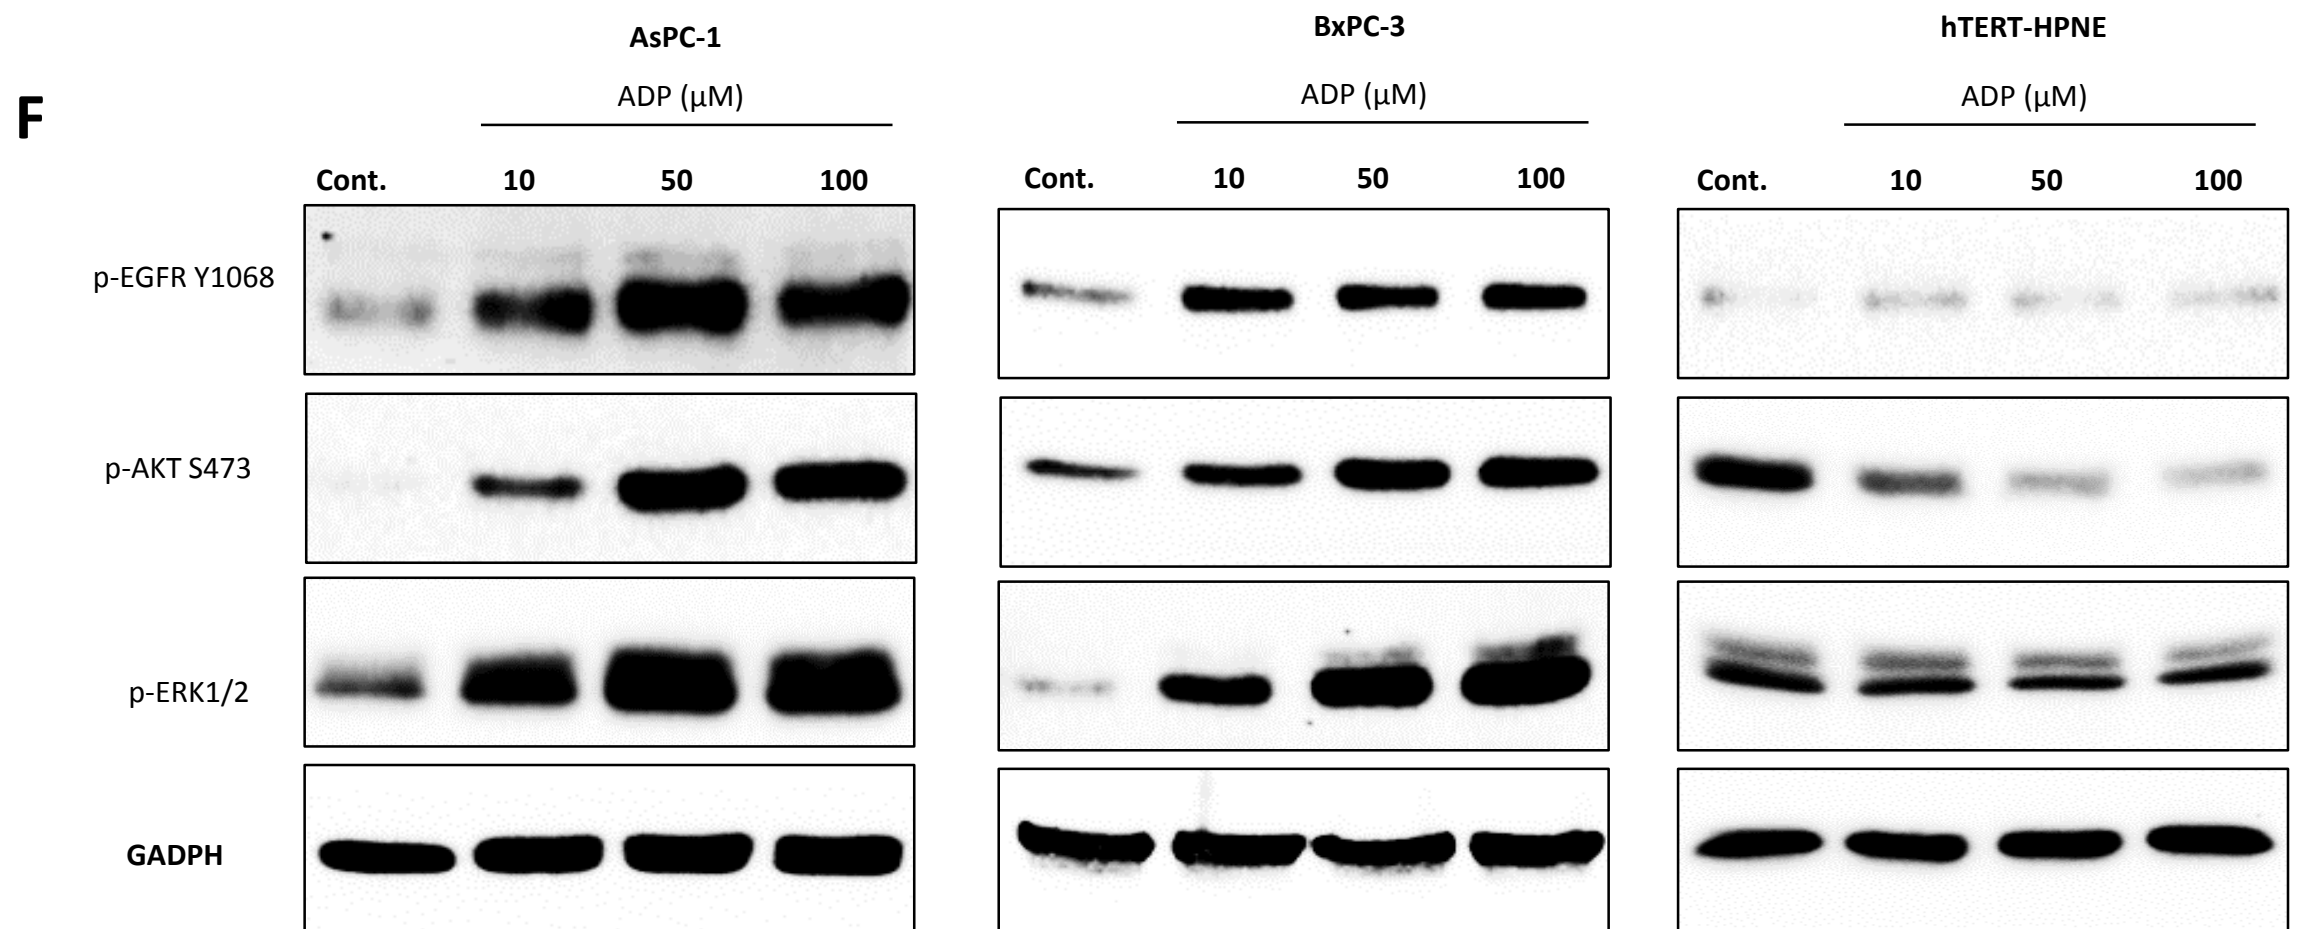 F
AsPC-1
BxPC-3
hTERT-HPNE
ADP (µM)
ADP (µM)
ADP (µM)
Cont. 10 50 100
Cont. 10 50 100
Cont. 10 50 100
p-EGFR Y1068
p-AKT S473
p-ERK1/2
GADPH